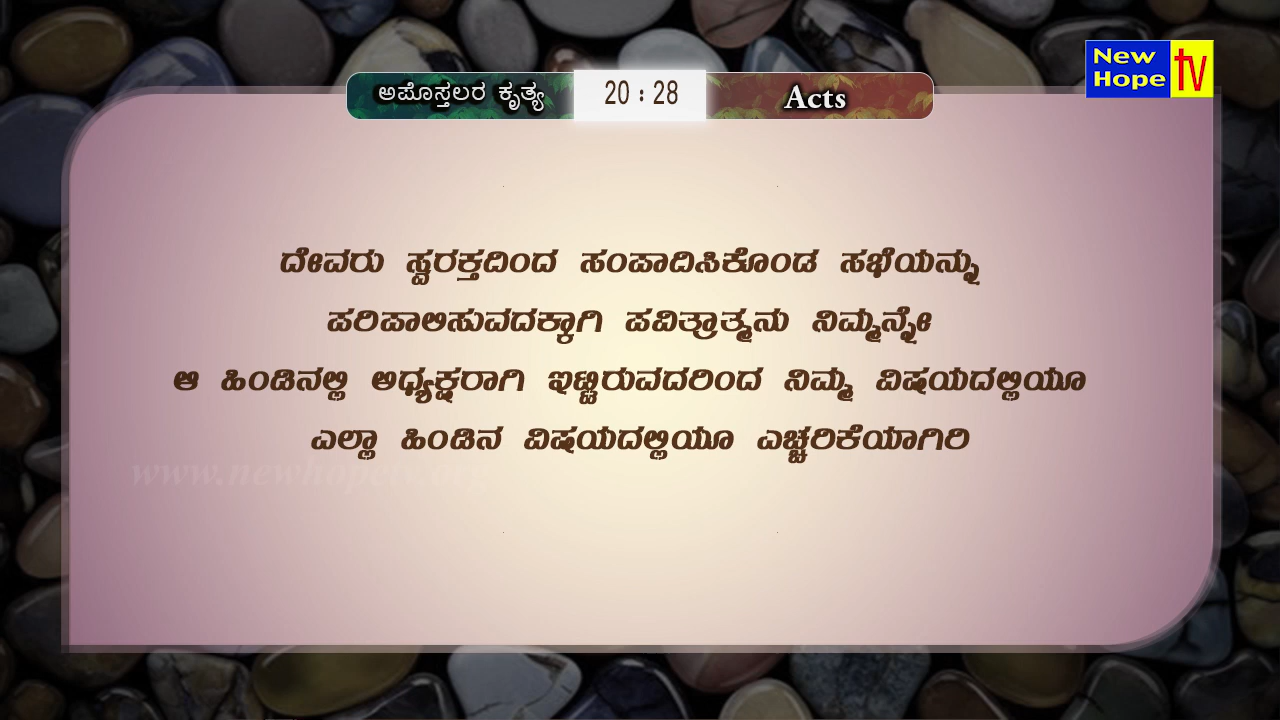 New
Hope TV
ಅಪೊಸ್ತಲರ ಕೃತ್ಯ 20 : 28 Acts
ದೇವರು ಸ್ವರಕ್ತದಿಂದ ಸಂಪಾದಿಸಿಕೊಂಡ ಸಭೆಯನ್ನು
ಪರಿಪಾಲಿಸುವದಕ್ಕಾಗಿ ಪವಿತ್ರಾತ್ಮನು ನಿಮ್ಮನ್ನೇ
ಆ ಹಿಂಡಿನಲ್ಲಿ ಅಧ್ಯಕ್ಷರಾಗಿ ಇಟ್ಟಿರುವದರಿಂದ ನಿಮ್ಮ ವಿಷಯದಲ್ಲಿಯೂ
ಎಲ್ಲಾ ಹಿಂಡಿನ ವಿಷಯದಲ್ಲಿಯೂ ಎಚ್ಚರಿಕೆಯಾಗಿರಿ